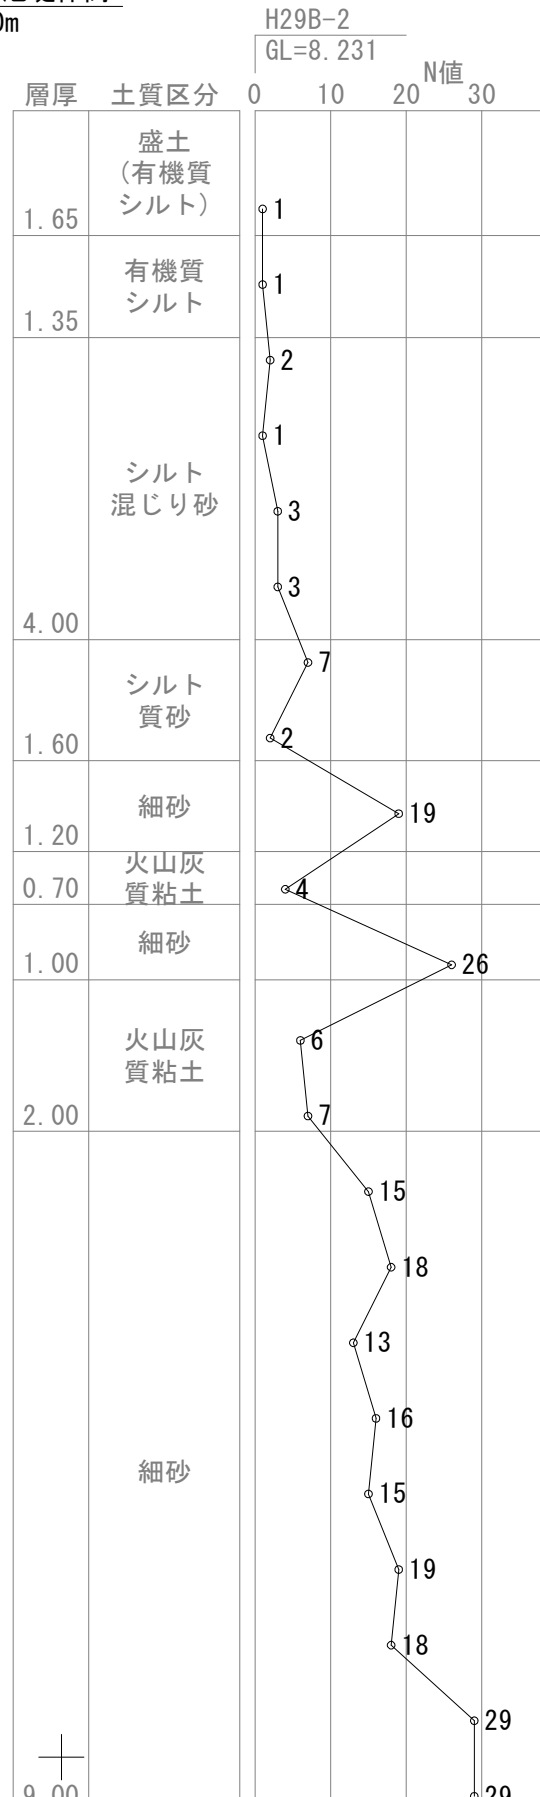 0m
H29B-2
GL=8.231
N値
層厚 土質区分 0 10 20 30
盛土
(有機質
シルト)
1.65
1
有機質
シルト
1.35
1
2
1
シルト
混じり砂
3
3
4.00
7
シルト
質砂
1.60
2
細砂
1.20
19
火山灰
質粘土
0.70
4
細砂
1.00
26
火山灰
質粘土
6
2.00
7
15
18
13
16
細砂
15
19
18
29
9.00
29